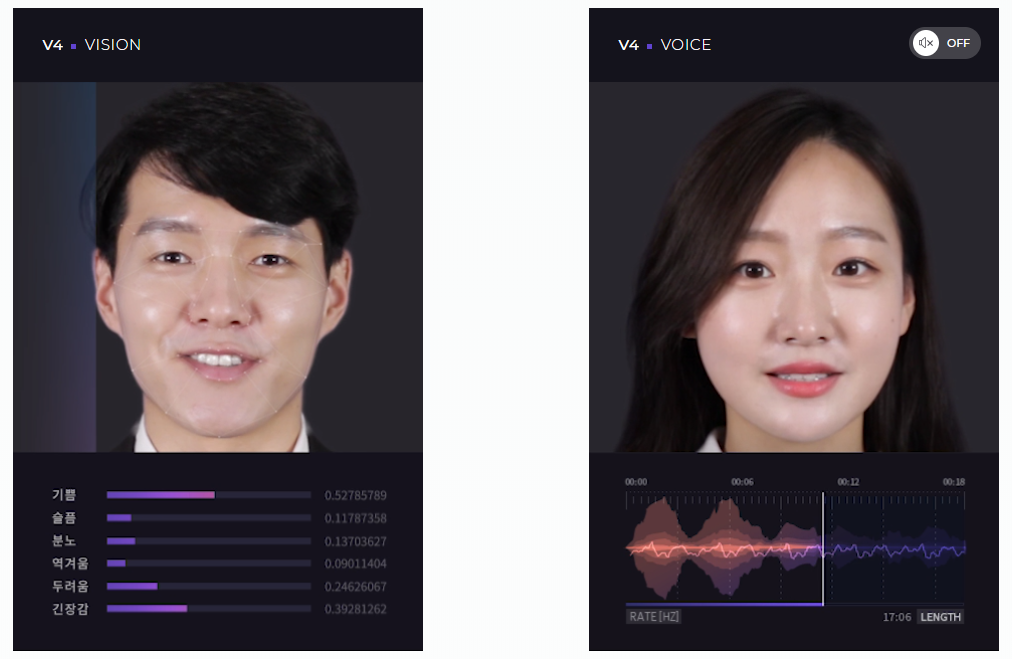 V4 ▪ VISION
기쁨 0.52785789
슬픔 0.11787358
분노 0.13703627
역겨움 0.09011404
두려움 0.24626067
긴장감 0.39281262
V4 ▪ VOICE
OFF
00:00 00:06 00:12 00:18
RATE[HZ] 17:06 LENGTH